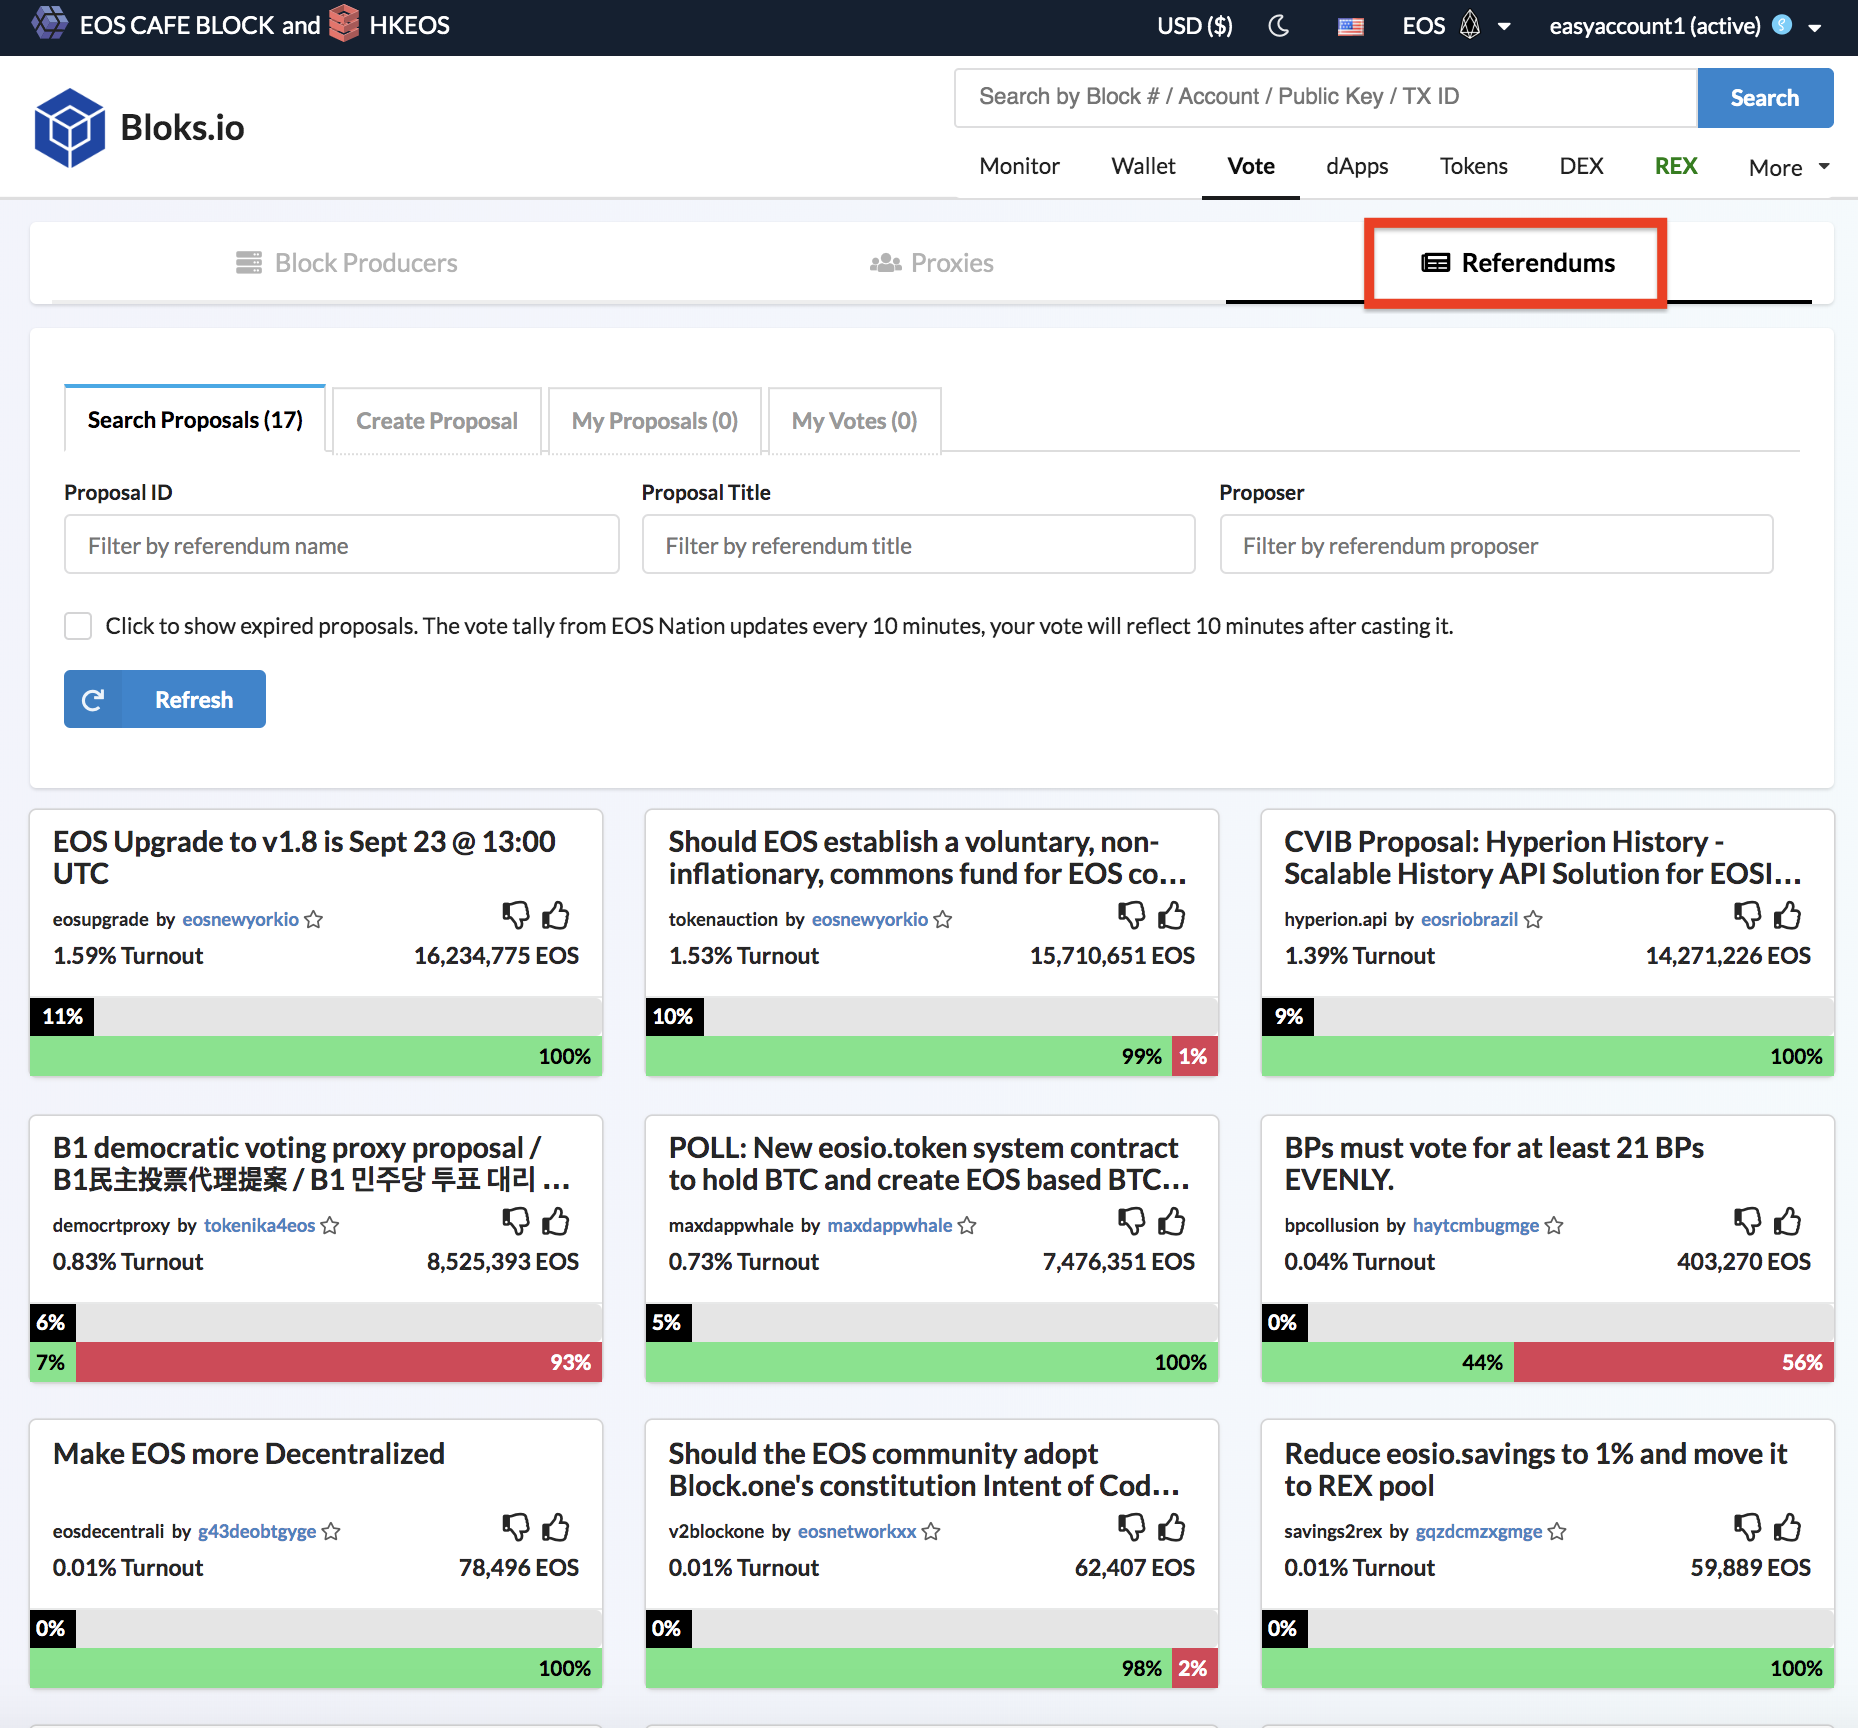 EOS CAFE BLOCK and HKEOS
USD ($)
EOS
easyaccount1 (active)
Bloks.io
Search by Block # / Account / Public Key / TX ID
Search
Monitor
Wallet
Vote
dApps
Tokens
DEX
REX
More
Block Producers
Proxies
Referendums
Search Proposals (17)
Create Proposal
My Proposals (0)
My Votes (0)
Proposal ID
Proposal Title
Proposer
Filter by referendum name
Filter by referendum title
Filter by referendum proposer
Click to show expired proposals. The vote tally from EOS Nation updates every 10 minutes, your vote will reflect 10 minutes after casting it.
Refresh
EOS Upgrade to v1.8 is Sept 23 @ 13:00
UTC
eosupgrade by eosnewyorkio
1.59% Turnout
16,234,775 EOS
11%
100%
Should EOS establish a voluntary, non-
inflationary, commons fund for EOS co...
tokenauction by eosnewyorkio
1.53% Turnout
15,710,651 EOS
10%
99%
1%
CVIB Proposal: Hyperion History -
Scalable History API Solution for EOSI...
hyperion.api by eosriobrazil
1.39% Turnout
14,271,226 EOS
9%
100%
B1 democratic voting proxy proposal /
B1民主投票代理提案 / B1 민주당 투표 대리 ...
democrtproxy by tokenika4eos
0.83% Turnout
8,525,393 EOS
6%
7%
93%
POLL: New eosio.token system contract
to hold BTC and create EOS based BTC...
maxdappwhale by maxdappwhale
0.73% Turnout
7,476,351 EOS
5%
100%
BPs must vote for at least 21 BPs
EVENLY.
bpcollusion by haytcmbugmge
0.04% Turnout
403,270 EOS
0%
44%
56%
Make EOS more Decentralized
eosdecentrali by g43deobtgyge
0.01% Turnout
78,496 EOS
0%
100%
Should the EOS community adopt
Block.one's constitution Intent of Cod...
v2blockone by eosnetworkxx
0.01% Turnout
62,407 EOS
0%
98%
2%
Reduce eosio.savings to 1% and move it
to REX pool
savings2rex by gqzdcmzxgmge
0.01% Turnout
59,889 EOS
0%
100%